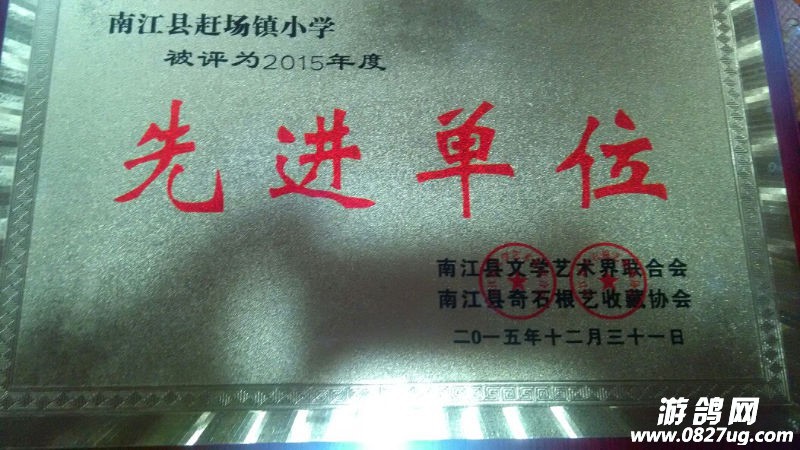 南江县赶场镇小学
被评为2015年度
先进单位
南江县文学艺术界联合会
南江县奇石根艺收藏协会
二0一五年十二月三十一日
游鸽网
www.0827ug.com